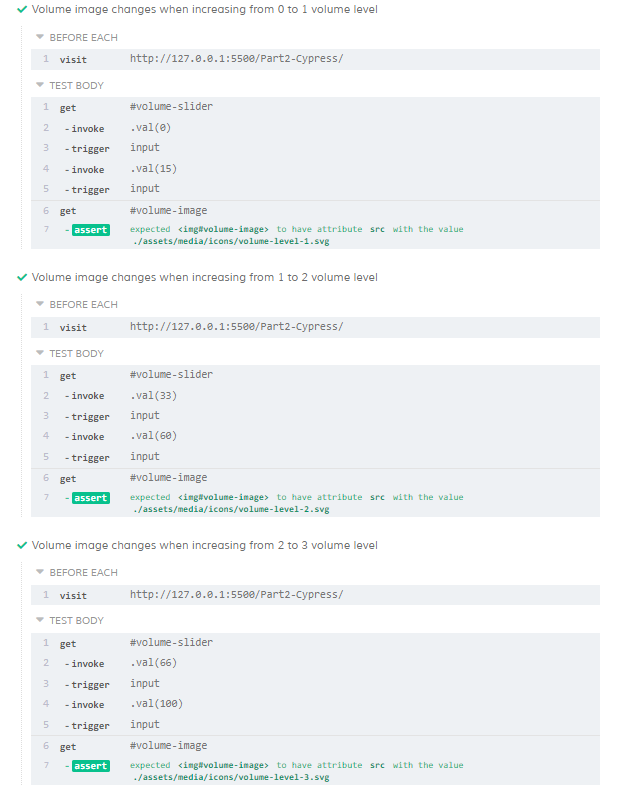 Volume image changes when increasing from 0 to 1 volume level
BEFORE EACH
1 visit http://127.0.0.1:5500/Part2-Cypress/
TEST BODY
1 get #volume-slider
2 -invoke .val(0)
3 -trigger input
4 -invoke .val(15)
5 -trigger input
6 get #volume-image
7 -assert expected <img#volume-image> to have attribute src with the value
./assets/media/icons/volume-level-1.svg
Volume image changes when increasing from 1 to 2 volume level
BEFORE EACH
1 visit http://127.0.0.1:5500/Part2-Cypress/
TEST BODY
1 get #volume-slider
2 -invoke .val(33)
3 -trigger input
4 -invoke .val(60)
5 -trigger input
6 get #volume-image
7 -assert expected <img#volume-image> to have attribute src with the value
./assets/media/icons/volume-level-2.svg
Volume image changes when increasing from 2 to 3 volume level
BEFORE EACH
1 visit http://127.0.0.1:5500/Part2-Cypress/
TEST BODY
1 get #volume-slider
2 -invoke .val(66)
3 -trigger input
4 -invoke .val(100)
5 -trigger input
6 get #volume-image
7 -assert expected <img#volume-image> to have attribute src with the value
./assets/media/icons/volume-level-3.svg